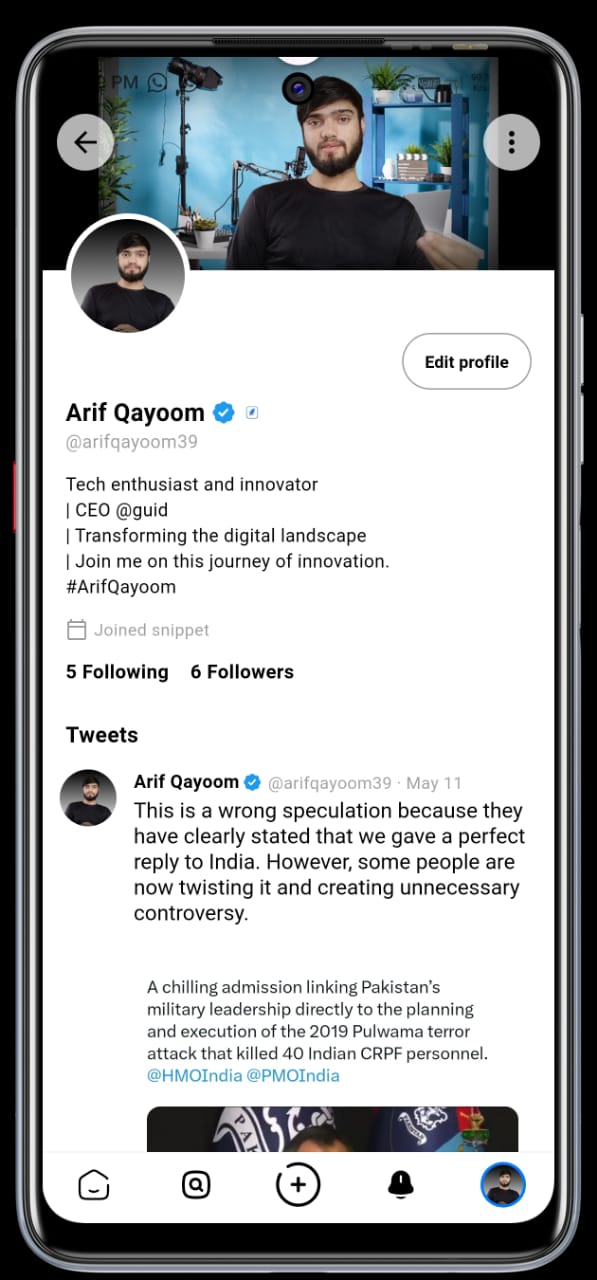 PM
Edit profile
Arif Qayoom
@arifqayoom39
Tech enthusiast and innovator
| CEO @guid
| Transforming the digital landscape
| Join me on this journey of innovation.
#ArifQayoom
Joined snippet
5 Following 6 Followers
Tweets
Arif Qayoom @arifqayoom39 · May 11
This is a wrong speculation because they
have clearly stated that we gave a perfect
reply to India. However, some people are
now twisting it and creating unnecessary
controversy.
A chilling admission linking Pakistan’s
military leadership directly to the planning
and execution of the 2019 Pulwama terror
attack that killed 40 Indian CRPF personnel.
@HMOIndia @PMOIndia